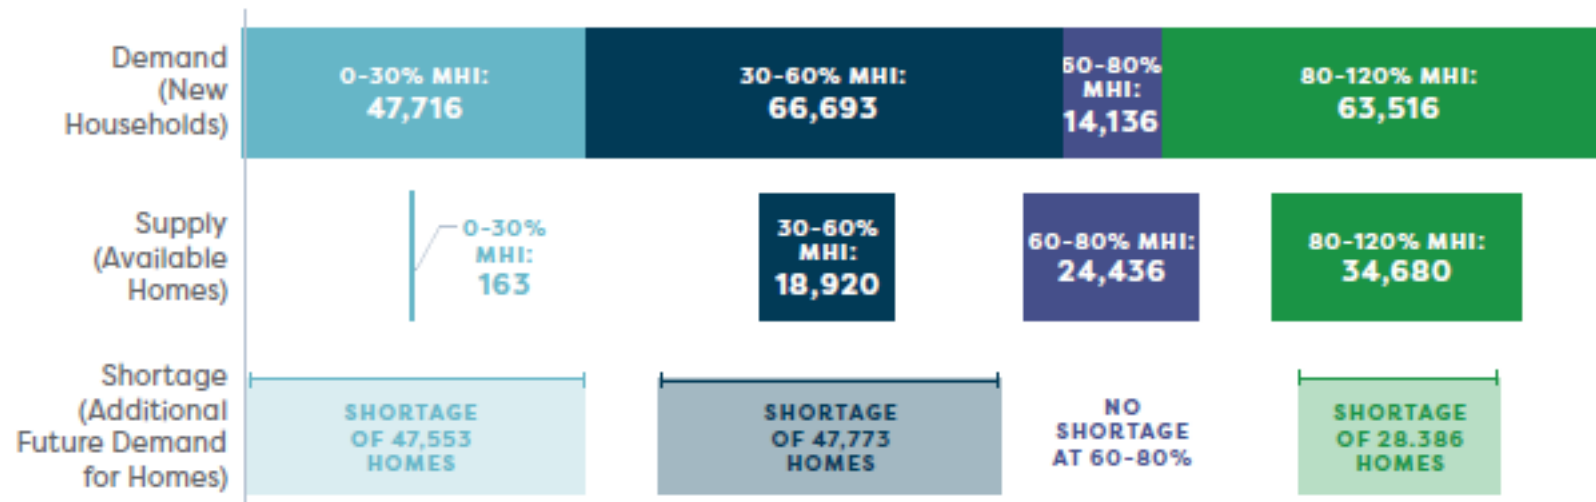 Demand
(New
Households)
0-30% MHI:
47,716
30-60% MHI:
66,693
60-80%
MHI:
14,136
80-120% MHI:
63,516
Supply
(Available
Homes)
0-30%
MHI:
163
30-60%
MHI:
18,920
60-80% MHI:
24,436
80-120% MHI:
34,680
Shortage
(Additional
Future Demand
for Homes)
SHORTAGE
OF 47,553
HOMES
SHORTAGE
OF 47,773
HOMES
NO
SHORTAGE
AT 60-80%
SHORTAGE
OF 28.386
HOMES